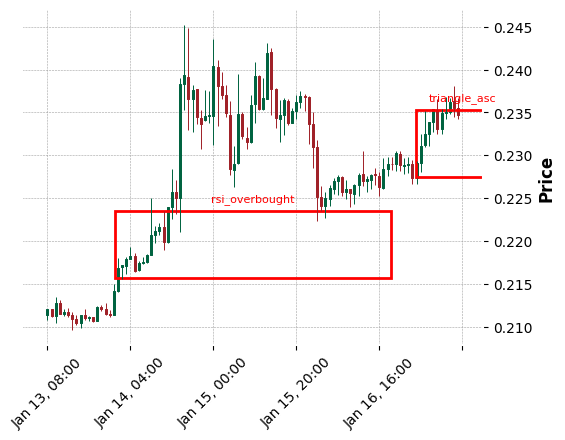 0.245
0.240
triangle_asc
0.235
0.230
Price
rsi_overbought
0.225
0.220
0.215
0.210
Jan 13, 08:00
Jan 14, 04:00
Jan 15, 00:00
Jan 15, 20:00
Jan 16, 16:00